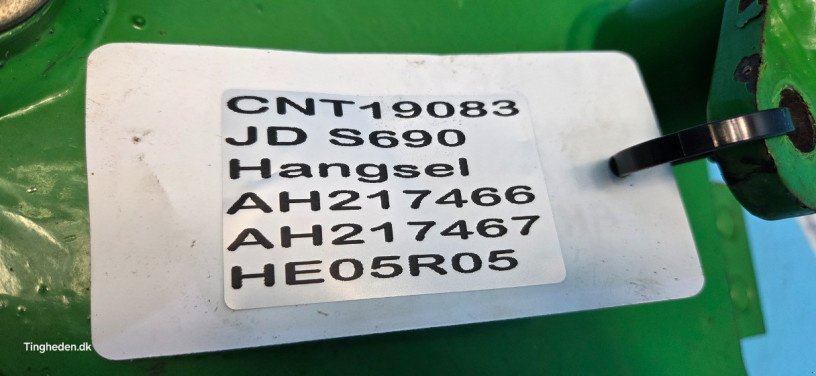 CNT19083
JD S690
Hangsel
AH217466
AH217467
HE05R05
Tingheden.dk